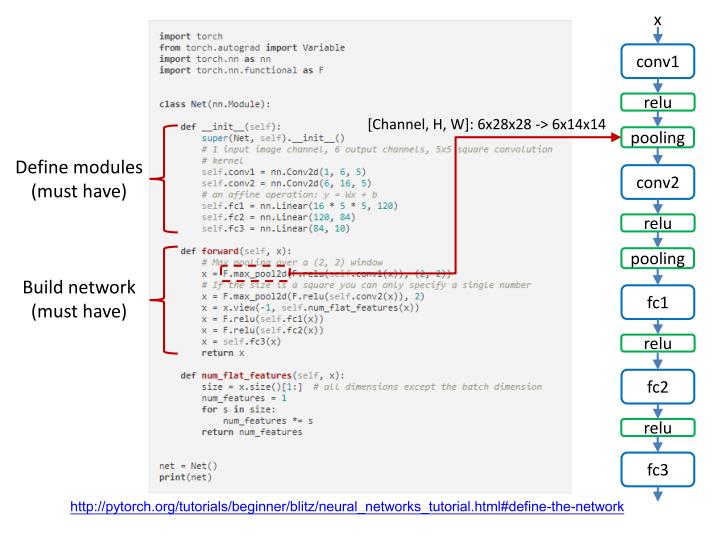 import torch
from torch.autograd import Variable
import torch.nn as nn
import torch.nn.functional as F
class Net(nn.Module):
def __init__(self):
super(Net, self).__init__()
# 1 input image channel, 6 output channels, 5x5 square convolution
# kernel
self.conv1 = nn.Conv2d(1, 6, 5)
self.conv2 = nn.Conv2d(6, 16, 5)
# an affine operation: y = Wx + b
self.fc1 = nn.Linear(16 * 5 * 5, 120)
self.fc2 = nn.Linear(120, 84)
self.fc3 = nn.Linear(84, 10)
def forward(self, x):
# Max pooling over a (2, 2) window
x = F.max_pool2d(F.relu(self.conv1(x)), (2, 2))
# If the size is a square you can only specify a single number
x = F.max_pool2d(F.relu(self.conv2(x)), 2)
x = x.view(-1, self.num_flat_features(x))
x = F.relu(self.fc1(x))
x = F.relu(self.fc2(x))
x = self.fc3(x)
return x
def num_flat_features(self, x):
size = x.size()[1:]  # all dimensions except the batch dimension
num_features = 1
for s in size:
num_features *= s
return num_features
net = Net()
print(net)
Define modules
(must have)
Build network
(must have)
[Channel, H, W]: 6x28x28 -> 6x14x14
x
conv1
relu
pooling
conv2
relu
pooling
fc1
relu
fc2
relu
fc3
http://pytorch.org/tutorials/beginner/blitz/neural_networks_tutorial.html#define-the-network